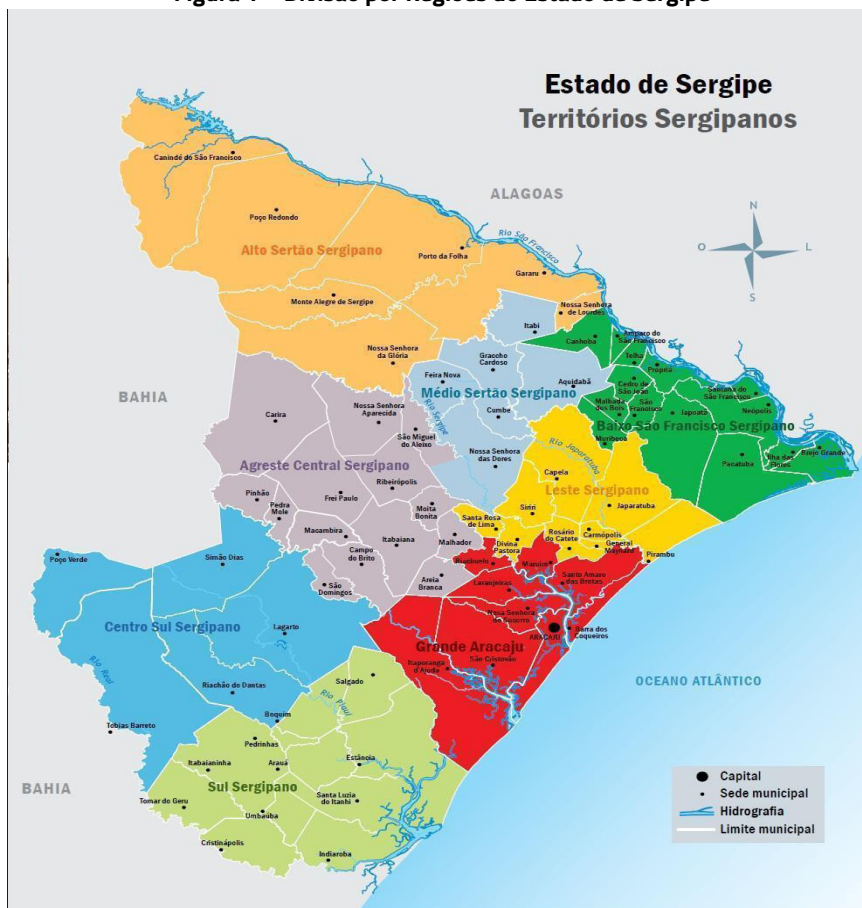 Figura 1 – Divisão por Regiões do Estado de Sergipe
Estado de Sergipe
Territórios Sergipanos
Canindé do São Francisco
ALAGOAS
N
O
L
S
Poço Redondo
Rio São Francisco
Alto Sertão Sergipano
Porto da Folha
Gararu
Monte Alegre de Sergipe
Nossa Senhora
de Lourdes
Itabi
Amparo do
São Francisco
Canhoba
Nossa Senhora
da Glória
Graccho
Cardoso
Telha
Propriá
Feira Nova
Aquidabã
Cedro de
São João
Santana do
São Francisco
BAHIA
Médio Sertão Sergipano
Malhada
dos Bois
São
Francisco
Japoatã
Neópolis
Nossa Senhora
Aparecida
Cumbe
Carira
Rio Sergipe
Baixo São Francisco Sergipano
São Miguel
do Aleixo
Muribeca
Rio Japaratuba
Nossa Senhora
das Dores
Pacatuba
Ilha das
Flores
Brejo Grande
Agreste Central Sergipano
Capela
Ribeirópolis
Leste Sergipano
Pinhão
Frei Paulo
Pedra
Mole
Moita
Bonita
Siriri
Japaratuba
Santa Rosa
de Lima
Macambira
Itabaiana
Malhador
Divina
Pastora
Rosário
do Catete
Carmópolis
General
Maynard
Pirambu
Poço Verde
Simão Dias
Campo
do Brito
Riachuelo
Maruim
São
Domingos
Areia
Branca
Laranjeiras
Santo Amaro
das Brotas
Centro Sul Sergipano
Lagarto
Nossa Senhora
do Socorro
ARACAJU
Barra dos
Coqueiros
Grande Aracaju
Itaporanga
d'Ajuda
São Cristovão
Rio Real
Salgado
OCEANO ATLÂNTICO
Riachão do Dantas
Rio Piauí
Boquim
Tobias Barreto
Pedrinhas
Itabaianinha
Arauá
Estância
BAHIA
Sul Sergipano
Santa Luzia
do Itanhi
Tomar do Geru
Umbaúba
Cristinápolis
Indiaroba
Capital
Sede municipal
Hidrografia
Limite municipal